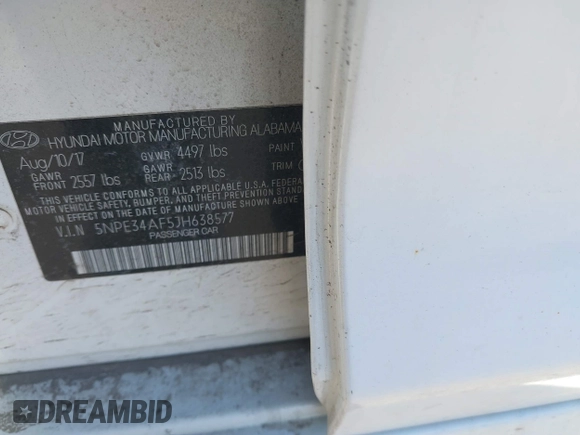 MANUFACTURED BY
HYUNDAI MOTOR MANUFACTURING ALABAMA
Aug/10/17 GVWR 4497 lbs PAINT
GAWR FRONT 2557 lbs GAWR REAR 2513 lbs TRIM
THIS VEHICLE CONFORMS TO ALL APPLICABLE U.S.A. FEDERA
MOTOR VEHICLE SAFETY, BUMPER, AND THEFT PREVENTION STAND
IN EFFECT ON THE DATE OF MANUFACTURE SHOWN ABOVE.
V.I.N 5NPE34AF5JH638577
PASSENGER CAR
DREAMBID